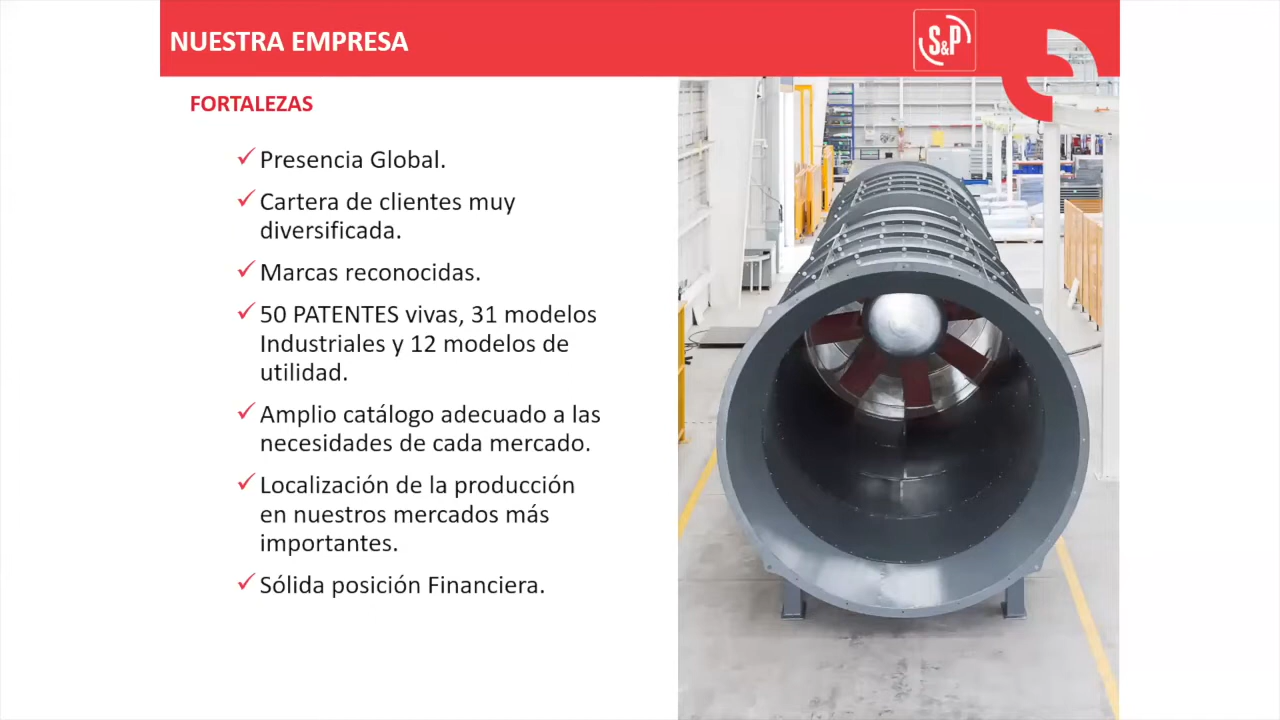 NUESTRA EMPRESA
S&P
FORTALEZAS
✓ Presencia Global.
✓ Cartera de clientes muy
diversificada.
✓ Marcas reconocidas.
✓ 50 PATENTES vivas, 31 modelos
Industriales y 12 modelos de
utilidad.
✓ Amplio catálogo adecuado a las
necesidades de cada mercado.
✓ Localización de la producción
en nuestros mercados más
importantes.
✓ Sólida posición Financiera.